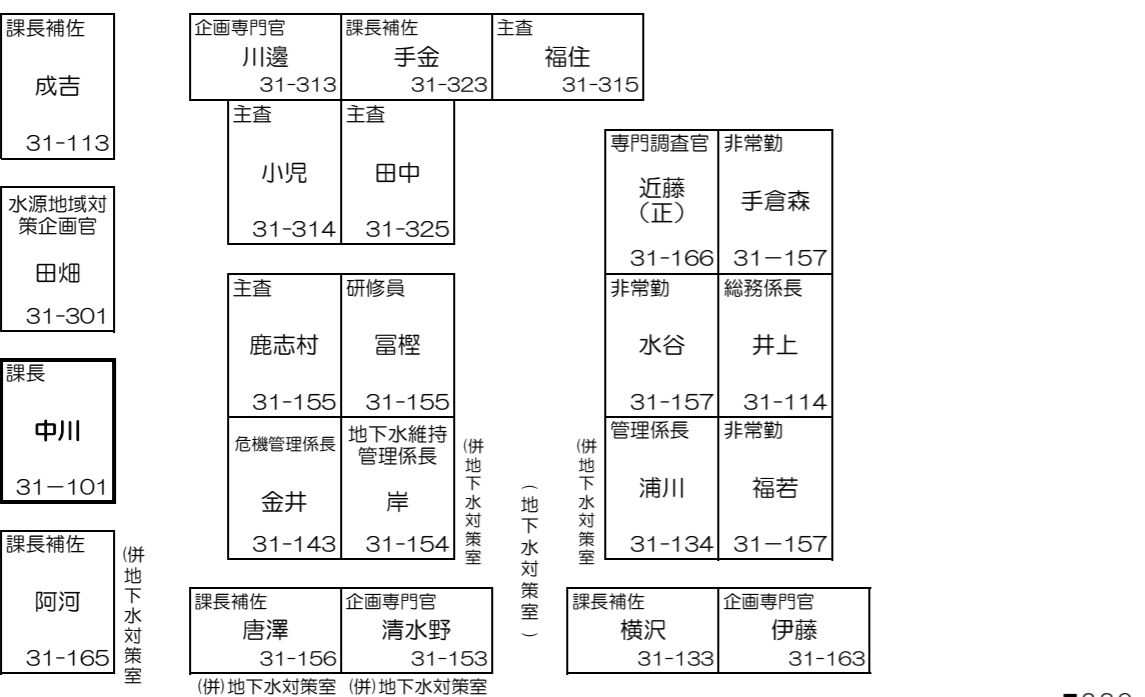 課長補佐
成吉
31-113
水源地域対
策企画官
田畑
31-301
課長
中川
31－101
課長補佐
阿河
31-165
(併地下水対策室
企画専門官
川邊
31-313
課長補佐
手金
31-323
主査
福住
31-315
主査
小児
31-314
主査
田中
31-325
主査
鹿志村
31-155
研修員
冨樫
31-155
危機管理係長
金井
31-143
地下水維持
管理係長
岸
31-154
(併地下水対策室
課長補佐
唐澤
31-156
(併)地下水対策室
企画専門官
清水野
31-153
(併)地下水対策室
（地下水対策室）
専門調査官
近藤
（正）
31-166
非常勤
手倉森
31－157
非常勤
水谷
31-157
総務係長
井上
31-114
(併地下水対策室
管理係長
浦川
31-134
非常勤
福若
31－157
課長補佐
横沢
31-133
企画専門官
伊藤
31-163